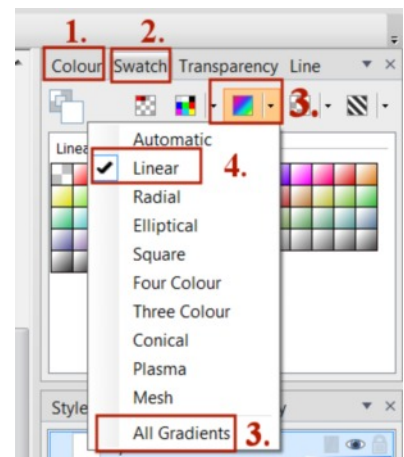 1. 2.
Colour Swatch Transparency Line
3.
Automatic
Linear 4.
Radial
Elliptical
Square
Four Colour
Three Colour
Conical
Plasma
Mesh
All Gradients 3.